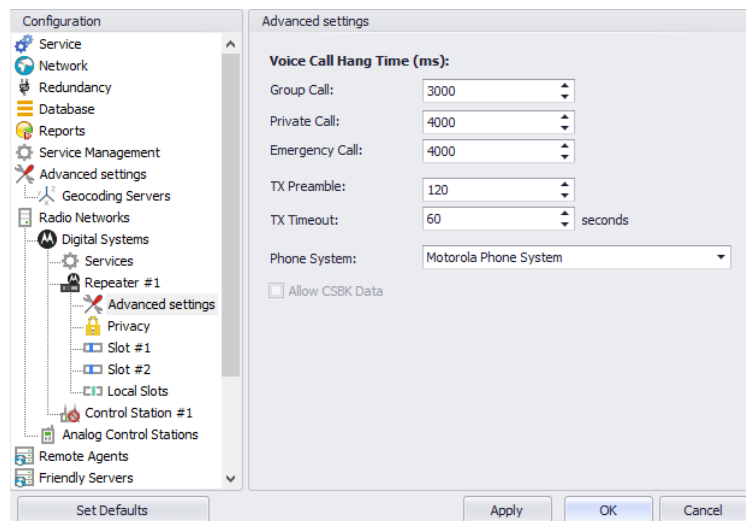 Configuration
Service
Network
Redundancy
Database
Reports
Service Management
Advanced settings
Geocoding Servers
Radio Networks
Digital Systems
Services
Repeater #1
Advanced settings
Privacy
Slot #1
Slot #2
Local Slots
Control Station #1
Analog Control Stations
Remote Agents
Friendly Servers
Set Defaults
Advanced settings
Voice Call Hang Time (ms):
Group Call: 3000
Private Call: 4000
Emergency Call: 4000
TX Preamble: 120
TX Timeout: 60 seconds
Phone System: Motorola Phone System
Allow CSBK Data
Apply OK Cancel